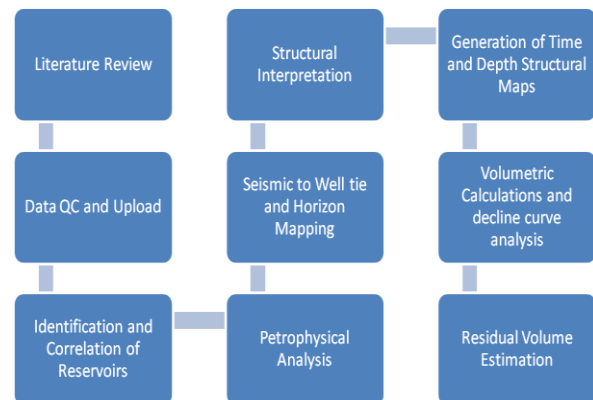 Literature Review
Data QC and Upload
Identification and
Correlation of
Reservoirs
Petrophysical
Analysis
Seismic to Well tie
and Horizon
Mapping
Structural
Interpretation
Generation of Time
and Depth Structural
Maps
Volumetric
Calculations and
decline curve
analysis
Residual Volume
Estimation